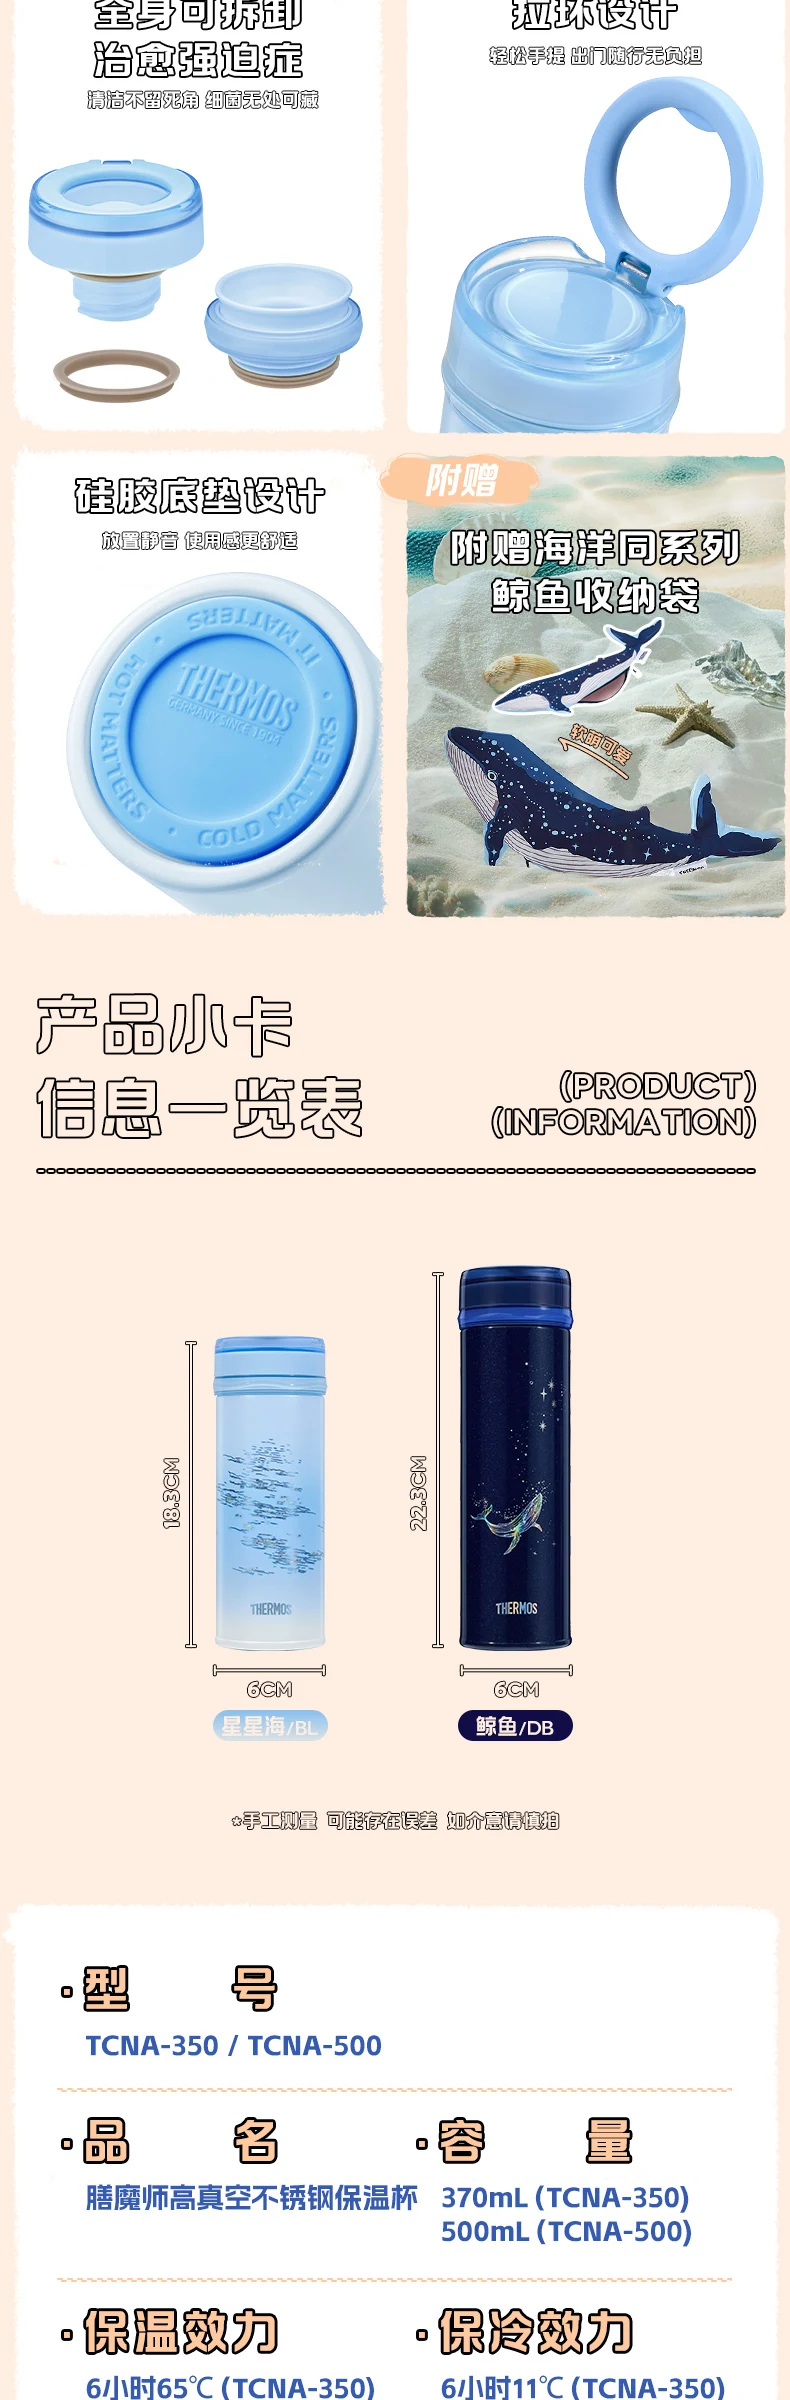 全身可拆卸
治愈强迫症
清洁不留死角 细菌无处可藏
拉环设计
轻松手提 出门随行无负担
硅胶底垫设计
放置静音 使用感更舒适
THERMOS
GERMANY SINCE 1904
HOT MATTERS · IT MATTERS · COLD MATTERS ·
附赠
附赠海洋同系列
鲸鱼收纳袋
软萌可爱
产品小卡
信息一览表
(PRODUCT)
(INFORMATION)
18.3CM
THERMOS
6CM
星星海/BL
22.3CM
THERMOS
6CM
鲸鱼/DB
*手工测量 可能存在误差 如介意请慎拍
·型 号
TCNA-350 / TCNA-500
·品 名
膳魔师高真空不锈钢保温杯
·容 量
370mL (TCNA-350)
500mL (TCNA-500)
·保温效力
6小时65℃ (TCNA-350)
·保冷效力
6小时11℃ (TCNA-350)